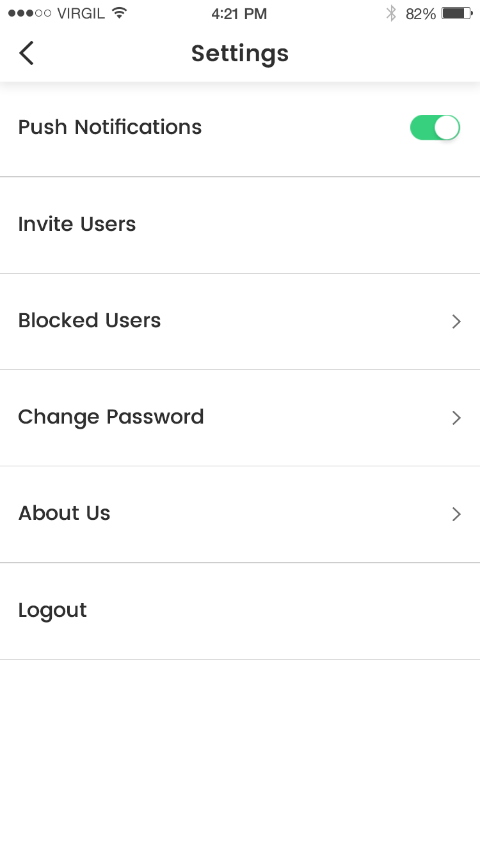 VIRGIL 4:21 PM 82%
Settings
Push Notifications
Invite Users
Blocked Users
Change Password
About Us
Logout